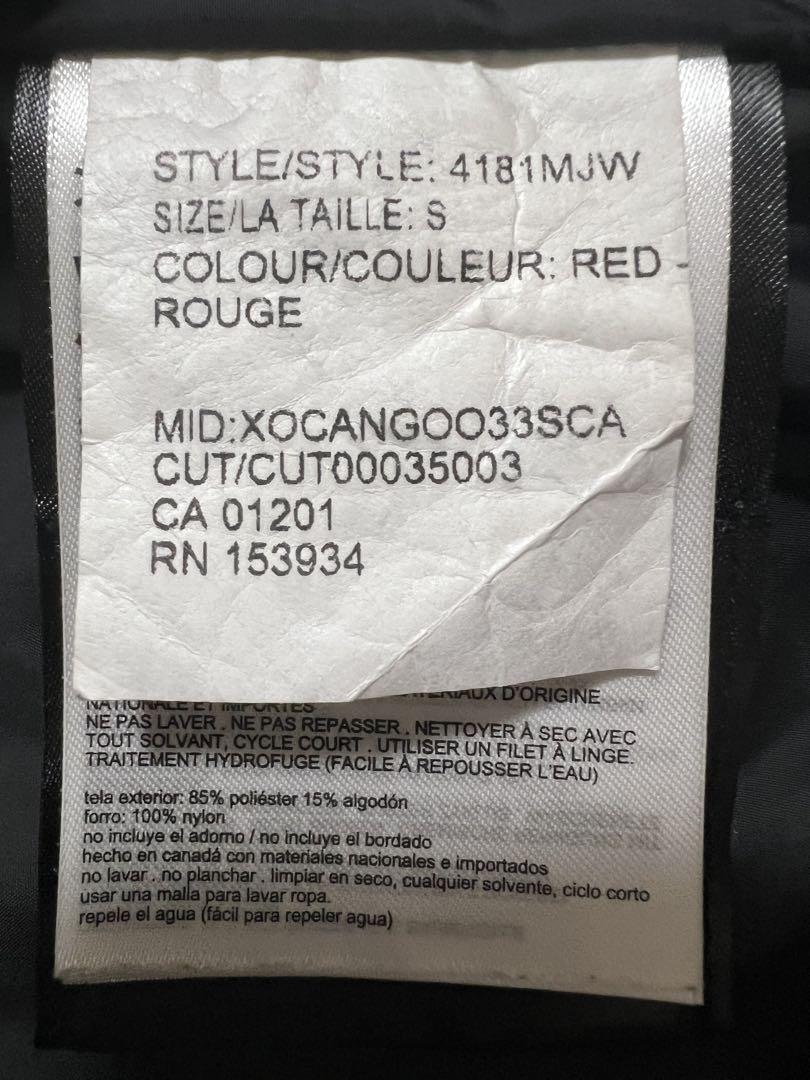 STYLE/STYLE: 4181MJW
SIZE/LA TAILLE: S
COLOUR/COULEUR: RED -
ROUGE
MID:XOCANGOO33SCA
CUT/CUT00035003
CA 01201
RN 153934
MATÉRIAUX D'ORIGINE
NATIONALE ET IMPORTÉS
NE PAS LAVER . NE PAS REPASSER . NETTOYER À SEC AVEC
TOUT SOLVANT, CYCLE COURT . UTILISER UN FILET À LINGE.
TRAITEMENT HYDROFUGE (FACILE À REPOUSSER L'EAU)
tela exterior: 85% poliéster 15% algodón
forro: 100% nylon
no incluye el adorno / no incluye el bordado
hecho en canadá con materiales nacionales e importados
no lavar . no planchar . limpiar en seco, cualquier solvente, ciclo corto
usar una malla para lavar ropa.
repele el agua (fácil para repeler agua)